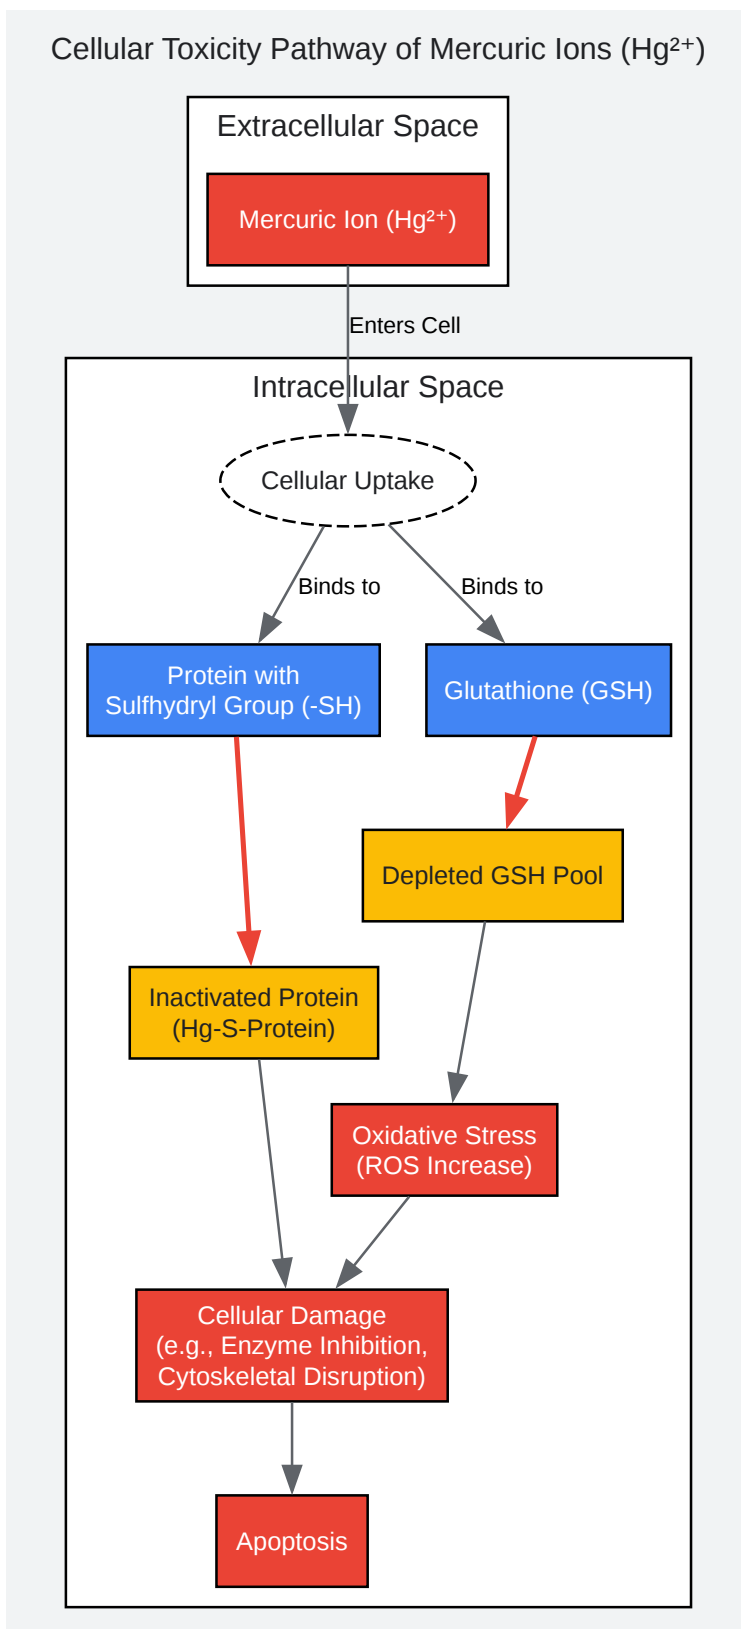 Cellular Toxicity Pathway of Mercuric Ions (Hg²⁺)
Extracellular Space
Mercuric Ion (Hg²⁺)
Enters Cell
Intracellular Space
Cellular Uptake
Binds to
Binds to
Protein with
Sulfhydryl Group (-SH)
Glutathione (GSH)
Depleted GSH Pool
Inactivated Protein
(Hg-S-Protein)
Oxidative Stress
(ROS Increase)
Cellular Damage
(e.g., Enzyme Inhibition,
Cytoskeletal Disruption)
Apoptosis